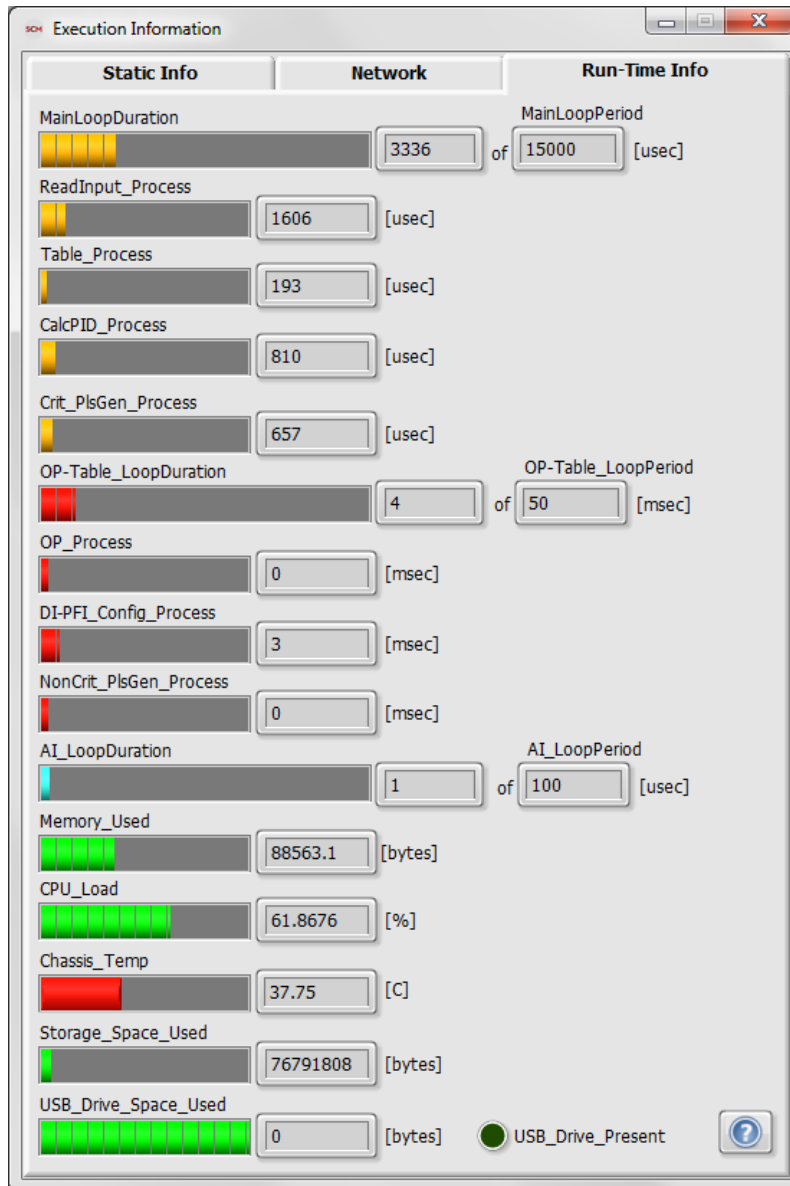 SCM Execution Information
Static Info Network Run-Time Info
MainLoopDuration MainLoopPeriod
3336 of 15000 [usec]
ReadInput_Process
1606 [usec]
Table_Process
193 [usec]
CalcPID_Process
810 [usec]
Crit_PlsGen_Process
657 [usec]
OP-Table_LoopDuration OP-Table_LoopPeriod
4 of 50 [msec]
OP_Process
0 [msec]
DI-PFI_Config_Process
3 [msec]
NonCrit_PlsGen_Process
0 [msec]
AI_LoopDuration AI_LoopPeriod
1 of 100 [usec]
Memory_Used
88563.1 [bytes]
CPU_Load
61.8676 [%]
Chassis_Temp
37.75 [C]
Storage_Space_Used
76791808 [bytes]
USB_Drive_Space_Used
0 [bytes] USB_Drive_Present ?